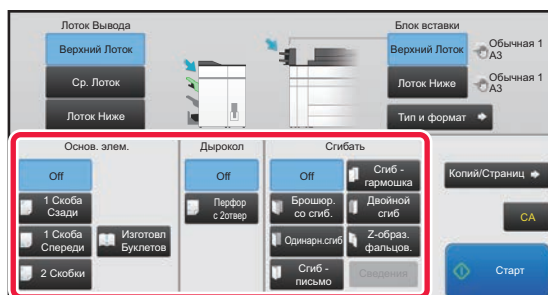 Лоток Вывода
Блок вставки
Верхний Лоток
Ср. Лоток
Лоток Ниже
Верхний Лоток
Обычная 1
A3
Лоток Ниже
Обычная 1
A3
Тип и формат
Основ. элем.
Дырокол
Сгибать
Off
1 Скоба
Сзади
1 Скоба
Спереди
Изготовл
Буклетов
2 Скобки
Off
Перфор
с 2отвер
Off
Сгиб -
гармошка
Брошюр.
со сгиб.
Двойной
сгиб
Одинарн.сгиб
Z-образ.
фальцов.
Сгиб -
письмо
Сведения
Копий/Страниц
CA
Старт